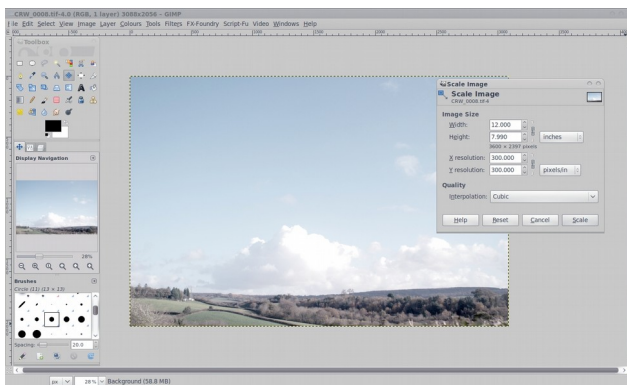 CRW_0008.tif-4.0 (RGB, 1 layer) 3088x2056 – GIMP
File Edit Select View Image Layer Colours Tools Filters FX-Foundry Script-Fu Video Windows Help
Toolbox
Display Navigation
28%
Brushes
Circle (11) (13 × 13)
Spacing: 20.0
Scale Image
Scale Image
CRW_0008.tif-4
Image Size
Width: 12.000
Height: 7.990 inches
3600 × 2397 pixels
X resolution: 300.000
Y resolution: 300.000 pixels/in
Quality
Interpolation: Cubic
Help Reset Cancel Scale
px 28% Background (58.8 MB)